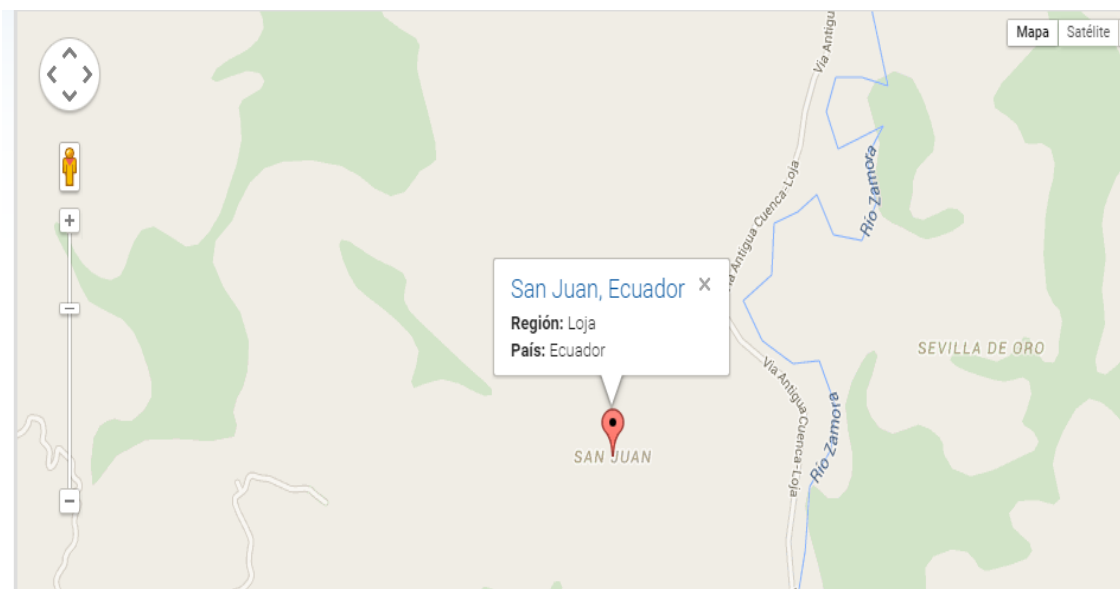 Mapa
Satélite
Vía Antigu
Vía Antigua Cuenca-Loja
Río Zamora
San Juan, Ecuador
Región: Loja
País: Ecuador
SEVILLA DE ORO
Vía Antigua Cuenca-Loja
Río Zamora
SAN JUAN